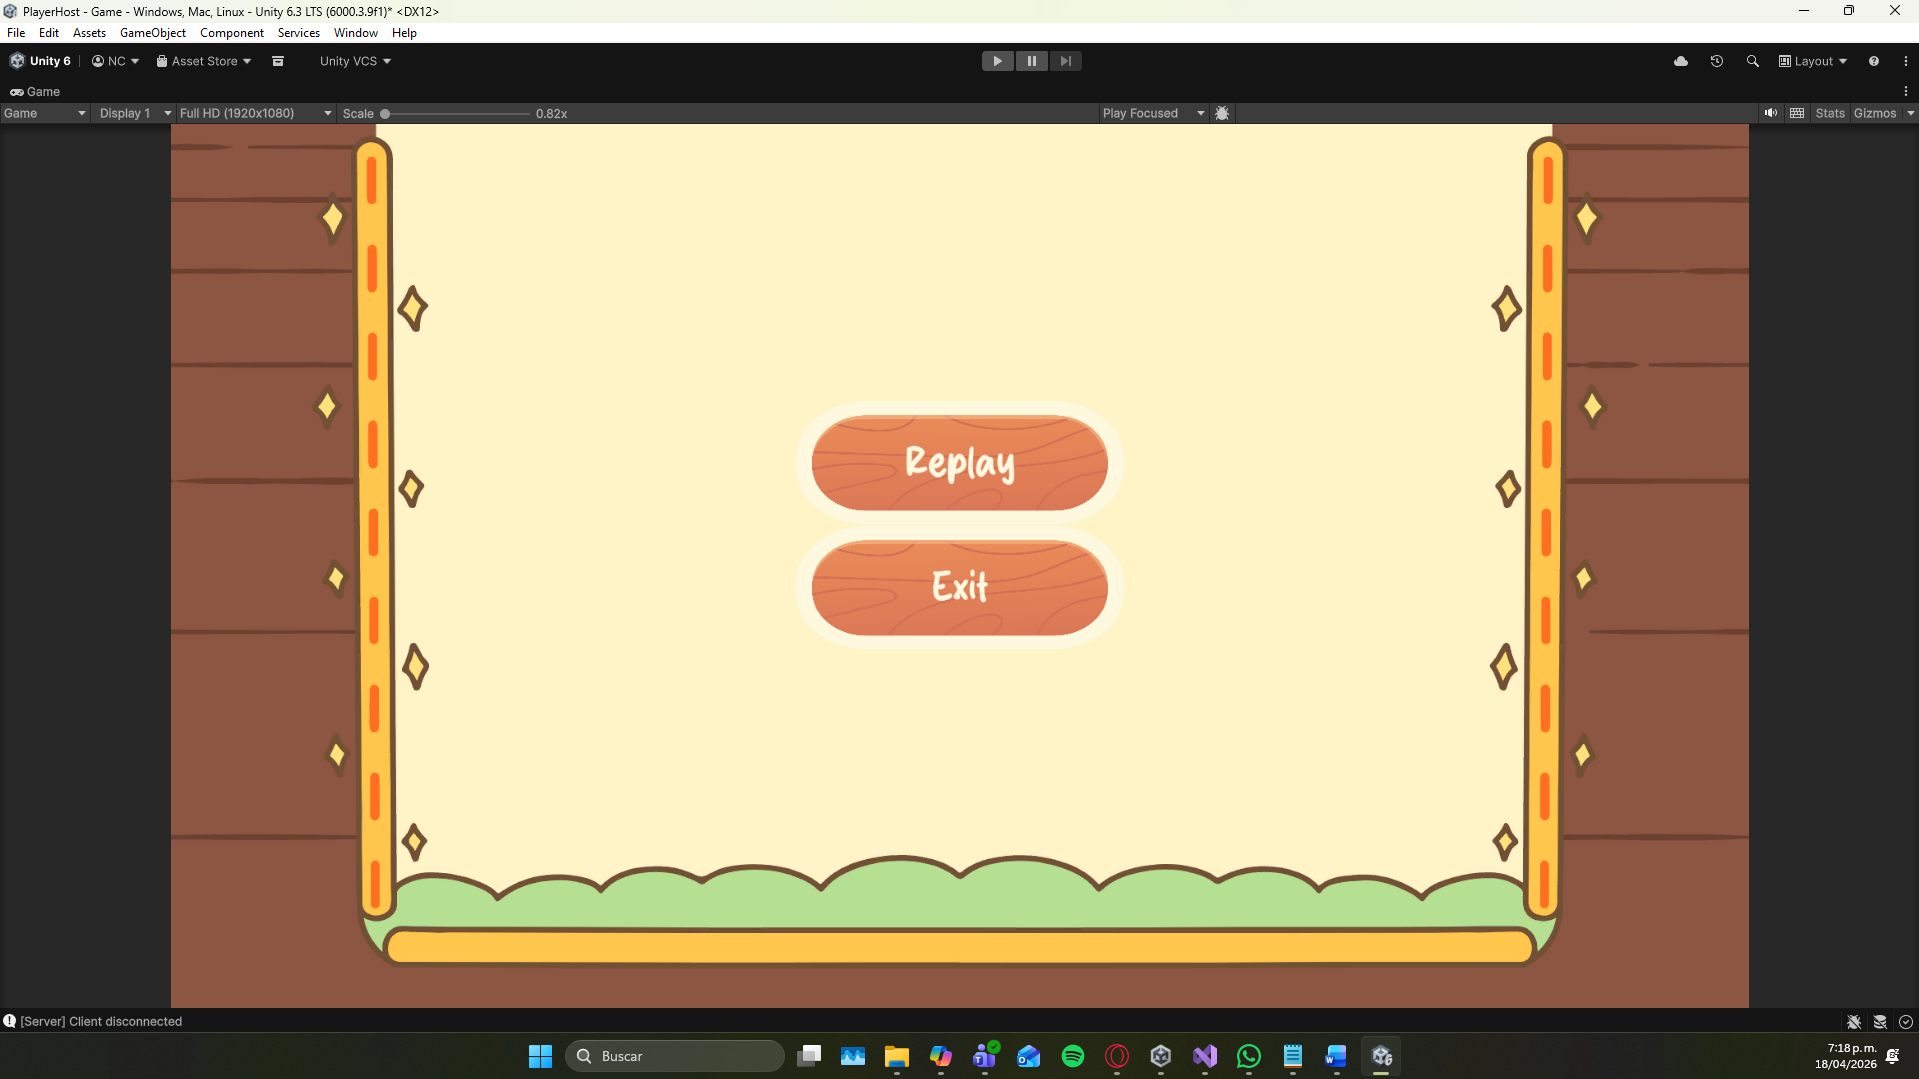 PlayerHost - Game - Windows, Mac, Linux - Unity 6.3 LTS (6000.3.9f1)* <DX12>
File Edit Assets GameObject Component Services Window Help
Unity 6 NC Asset Store Unity VCS Layout
Game
Game Display 1 Full HD (1920x1080) Scale 0.82x Play Focused Stats Gizmos
Replay
Exit
[Server] Client disconnected
Buscar
7:18 p.m.
18/04/2026